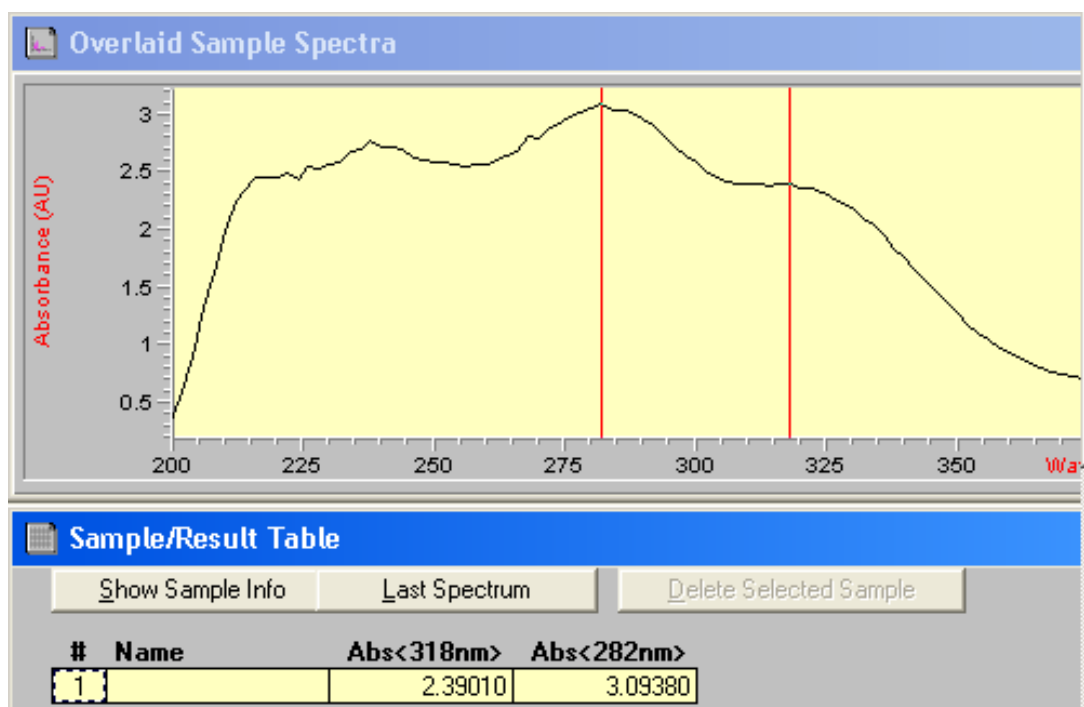 Overlaid Sample Spectra
Absorbance (AU)
3
2.5
2
1.5
1
0.5
200 225 250 275 300 325 350 Wav
Sample/Result Table
Show Sample Info Last Spectrum Delete Selected Sample
# Name Abs<318nm> Abs<282nm>
1 2.39010 3.09380